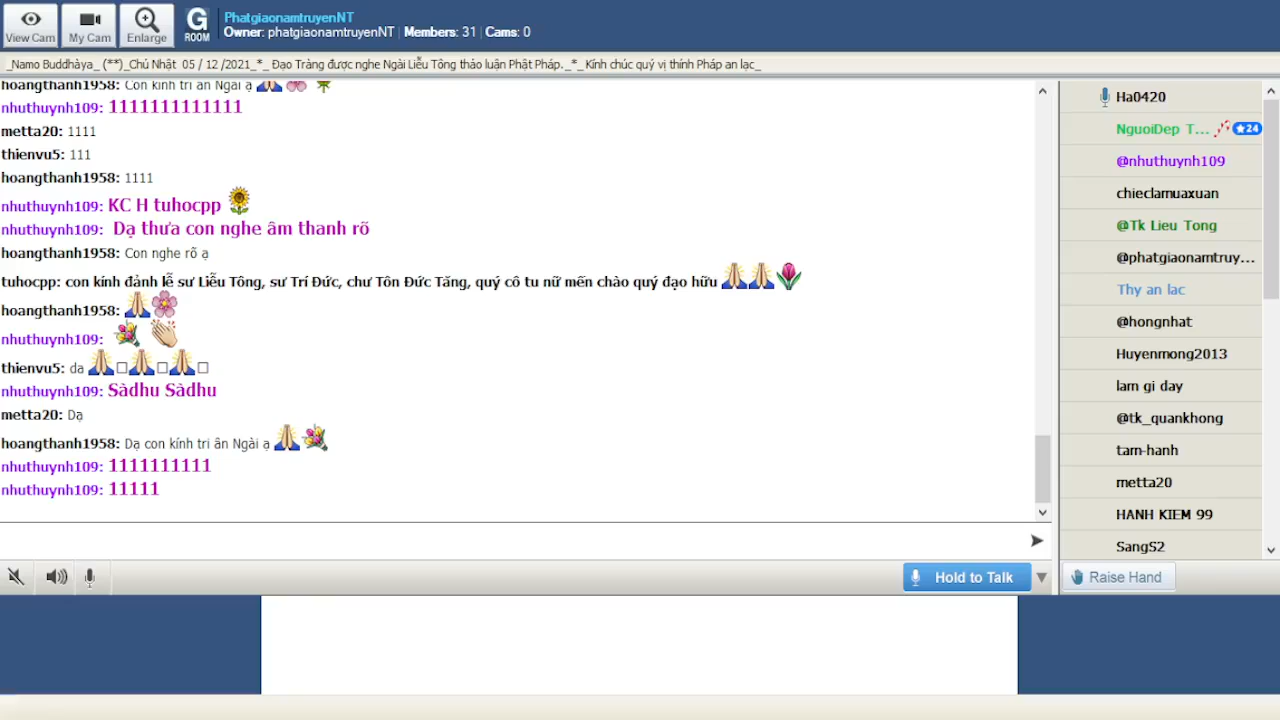 View Cam
My Cam
Enlarge
G
ROOM
PhatgiaonamtruyenNT
Owner: phatgiaonamtruyenNT | Members: 31 | Cams: 0
_Namo Buddhàya_ (**)_Chủ Nhật 05 / 12 /2021_*_ Đạo Tràng được nghe Ngài Liễu Tông thảo luận Phật Pháp._*_Kính chúc quý vị thính Pháp an lạc_
hoangthanh1958: Con kính tri ân Ngài ạ
nhuthuynh109: 1111111111111
metta20: 1111
thienvu5: 111
hoangthanh1958: 1111
nhuthuynh109: KC H tuhocpp
nhuthuynh109: Dạ thưa con nghe âm thanh rõ
hoangthanh1958: Con nghe rõ ạ
tuhocpp: con kính đảnh lễ sư Liễu Tông, sư Trí Đức, chư Tôn Đức Tăng, quý cô tu nữ mến chào quý đạo hữu 🙏🙏🌷
hoangthanh1958: 🙏🌸
nhuthuynh109: 💐 👏
thienvu5: da 🙏□🙏□🙏□
nhuthuynh109: Sàdhu Sàdhu
metta20: Dạ
hoangthanh1958: Dạ con kính tri ân Ngài ạ 🙏💐
nhuthuynh109: 1111111111
nhuthuynh109: 11111
Hold to Talk
Ha0420
NguoiDep T... 24
@nhuthuynh109
chieclamuaxuan
@Tk Lieu Tong
@phatgiaonamtruy...
Thy an lac
@hongnhat
Huyenmong2013
lam gi day
@tk_quankhong
tam-hanh
metta20
HANH KIEM 99
SangS2
Raise Hand